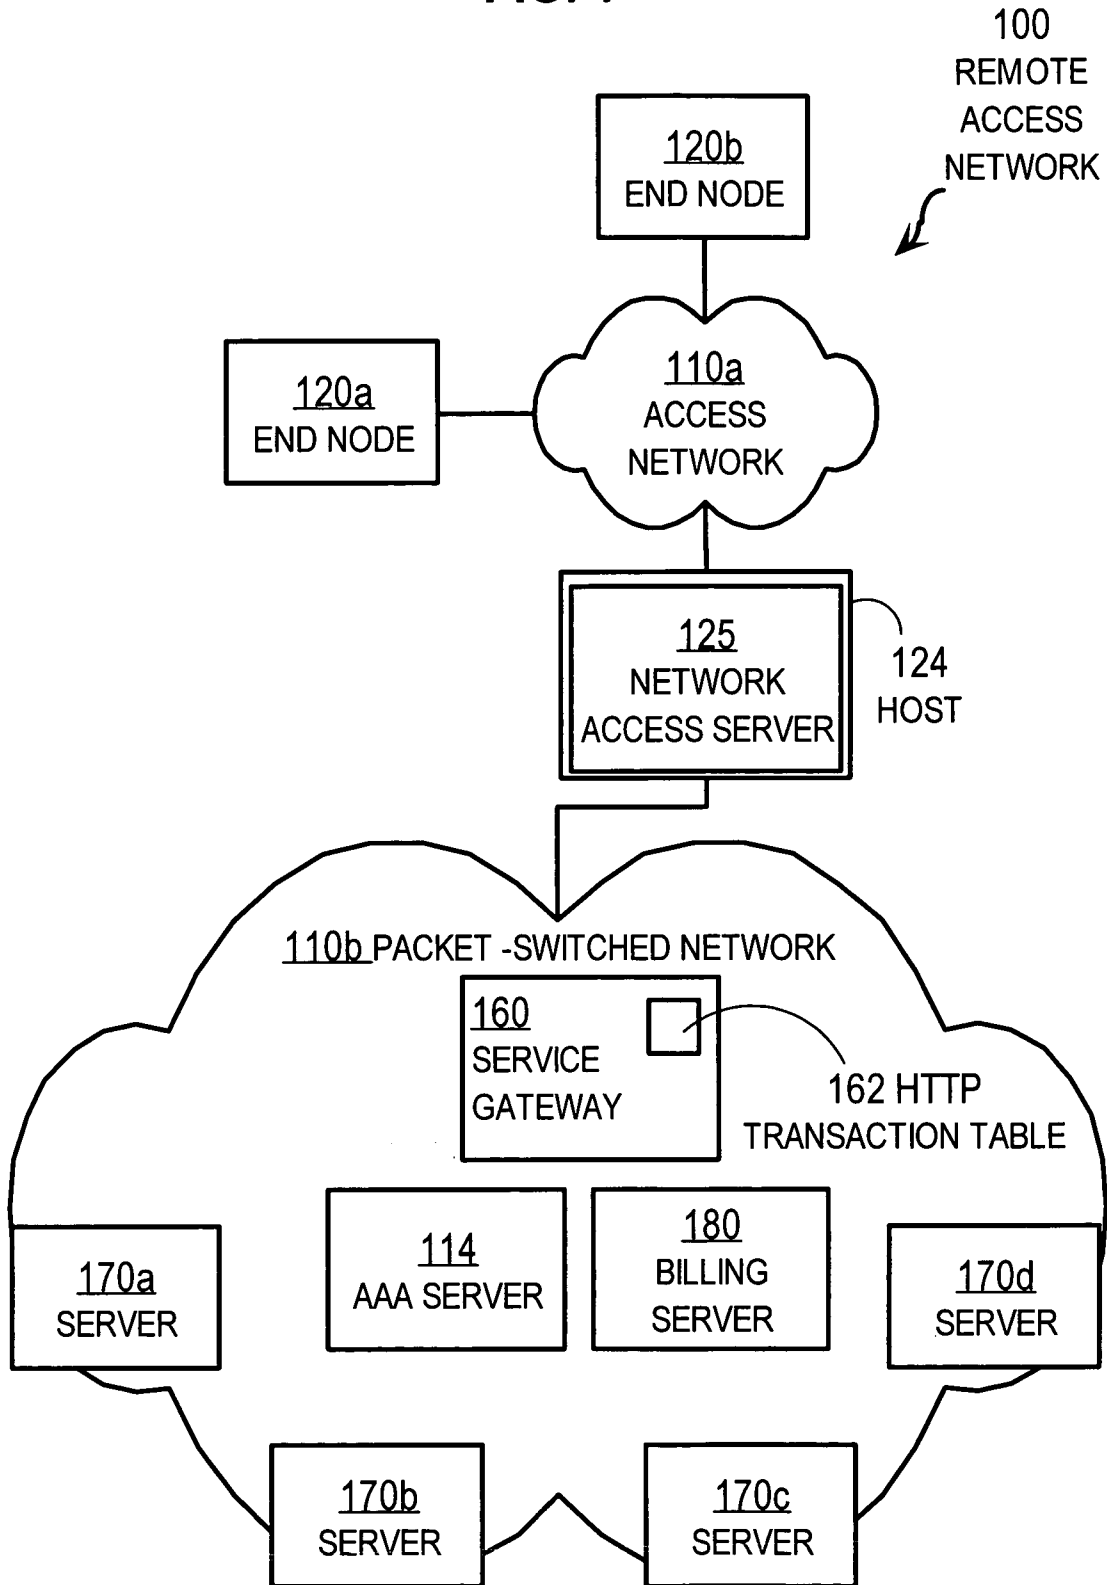 100
REMOTE
ACCESS
NETWORK
120b
END NODE
110a
ACCESS
NETWORK
120a
END NODE
125
NETWORK
ACCESS SERVER
124
HOST
110b PACKET -SWITCHED NETWORK
160
SERVICE
GATEWAY
162 HTTP
TRANSACTION TABLE
114
AAA SERVER
180
BILLING
SERVER
170a
SERVER
170d
SERVER
170b
SERVER
170c
SERVER